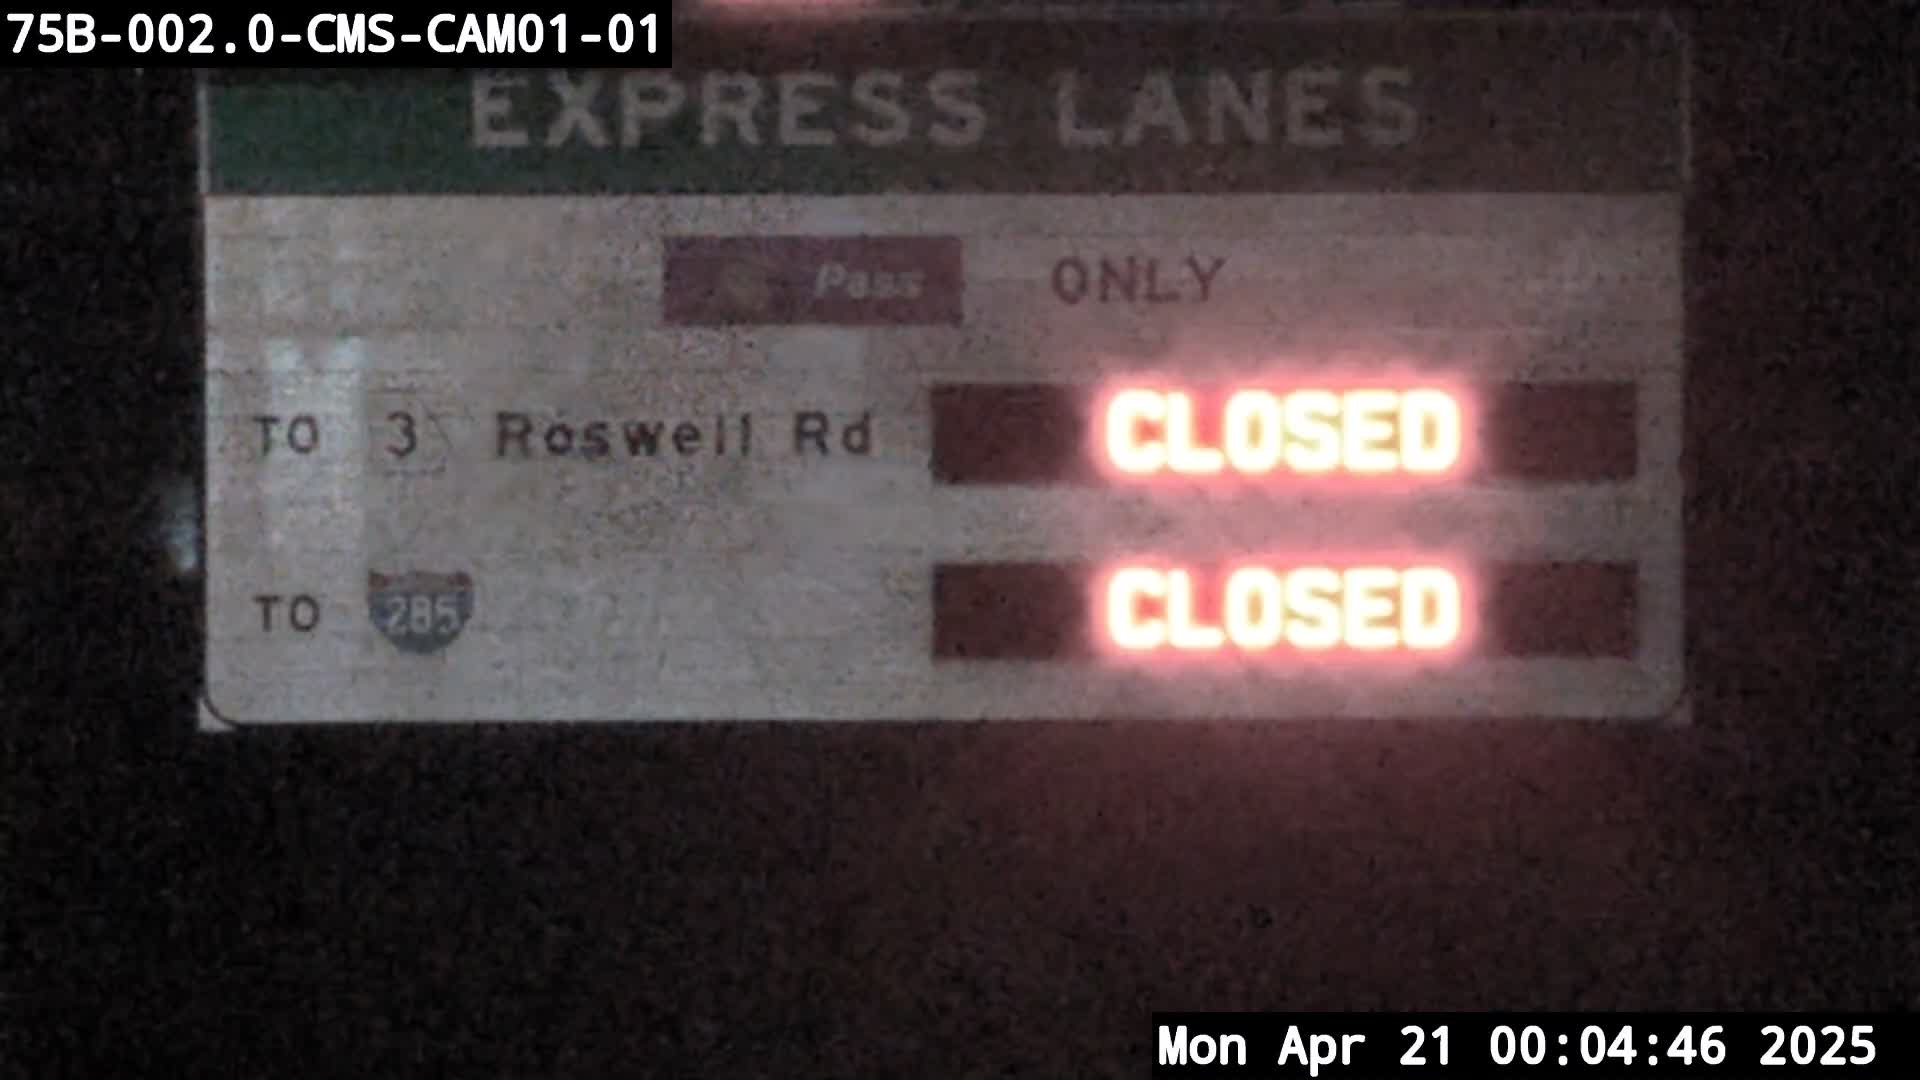 75B-002.0-CMS-CAM01-01
EXPRESS LANES
Pass ONLY
TO 3 Roswell Rd CLOSED
TO 285 CLOSED
Mon Apr 21 00:04:46 2025